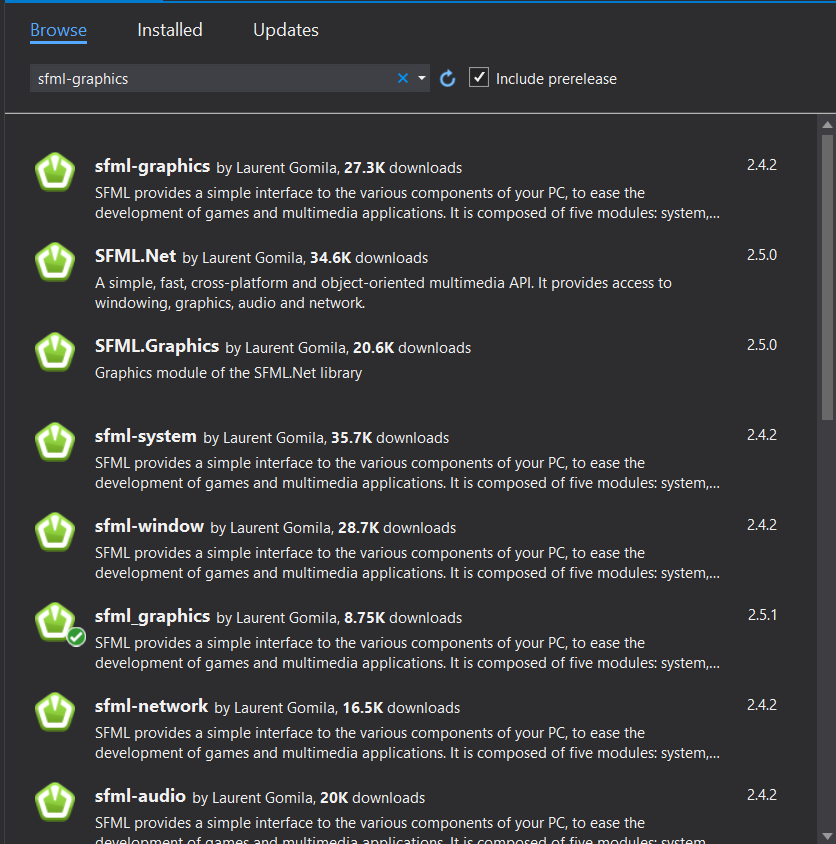 Browse Installed Updates
sfml-graphics Include prerelease
sfml-graphics by Laurent Gomila, 27.3K downloads 2.4.2
SFML provides a simple interface to the various components of your PC, to ease the
development of games and multimedia applications. It is composed of five modules: system,...
SFML.Net by Laurent Gomila, 34.6K downloads 2.5.0
A simple, fast, cross-platform and object-oriented multimedia API. It provides access to
windowing, graphics, audio and network.
SFML.Graphics by Laurent Gomila, 20.6K downloads 2.5.0
Graphics module of the SFML.Net library
sfml-system by Laurent Gomila, 35.7K downloads 2.4.2
SFML provides a simple interface to the various components of your PC, to ease the
development of games and multimedia applications. It is composed of five modules: system,...
sfml-window by Laurent Gomila, 28.7K downloads 2.4.2
SFML provides a simple interface to the various components of your PC, to ease the
development of games and multimedia applications. It is composed of five modules: system,...
sfml_graphics by Laurent Gomila, 8.75K downloads 2.5.1
SFML provides a simple interface to the various components of your PC, to ease the
development of games and multimedia applications. It is composed of five modules: system,...
sfml-network by Laurent Gomila, 16.5K downloads 2.4.2
SFML provides a simple interface to the various components of your PC, to ease the
development of games and multimedia applications. It is composed of five modules: system,...
sfml-audio by Laurent Gomila, 20K downloads 2.4.2
SFML provides a simple interface to the various components of your PC, to ease the
development of games and multimedia applications. It is composed of five modules: system,...